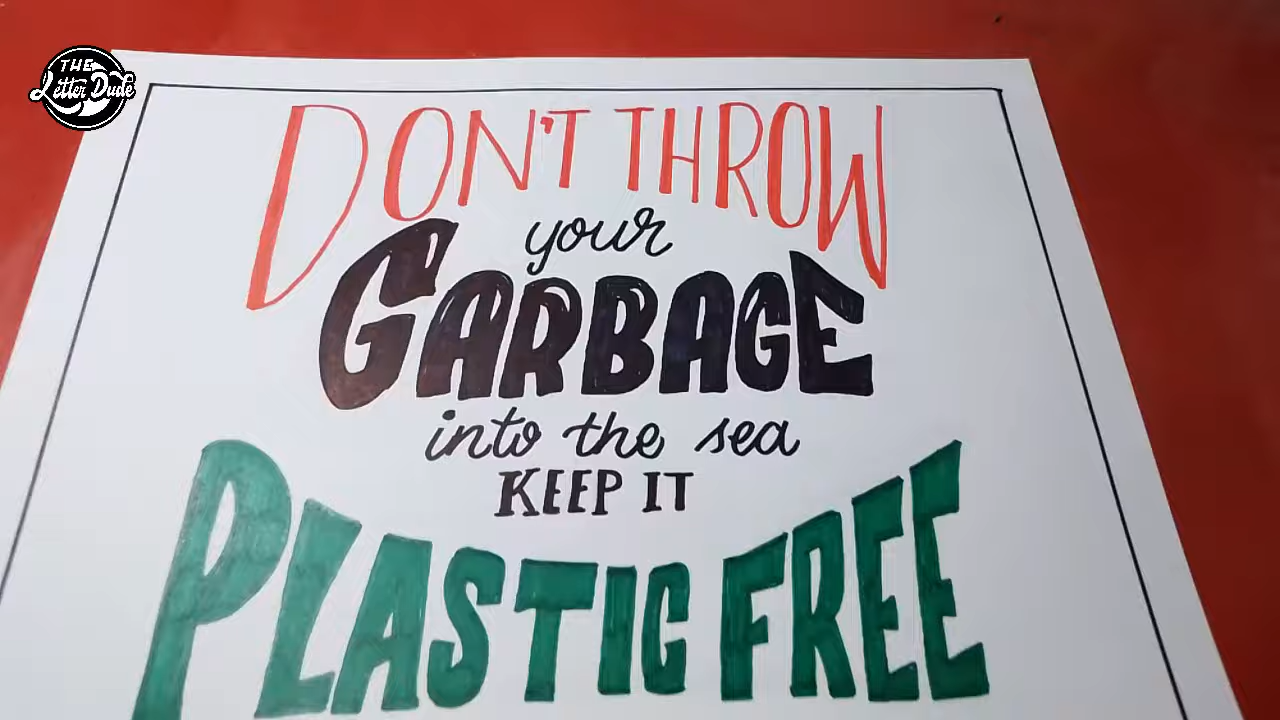 THE
Letter Dude
DON'T THROW
your
GARBAGE
into the sea
KEEP IT
PLASTIC FREE